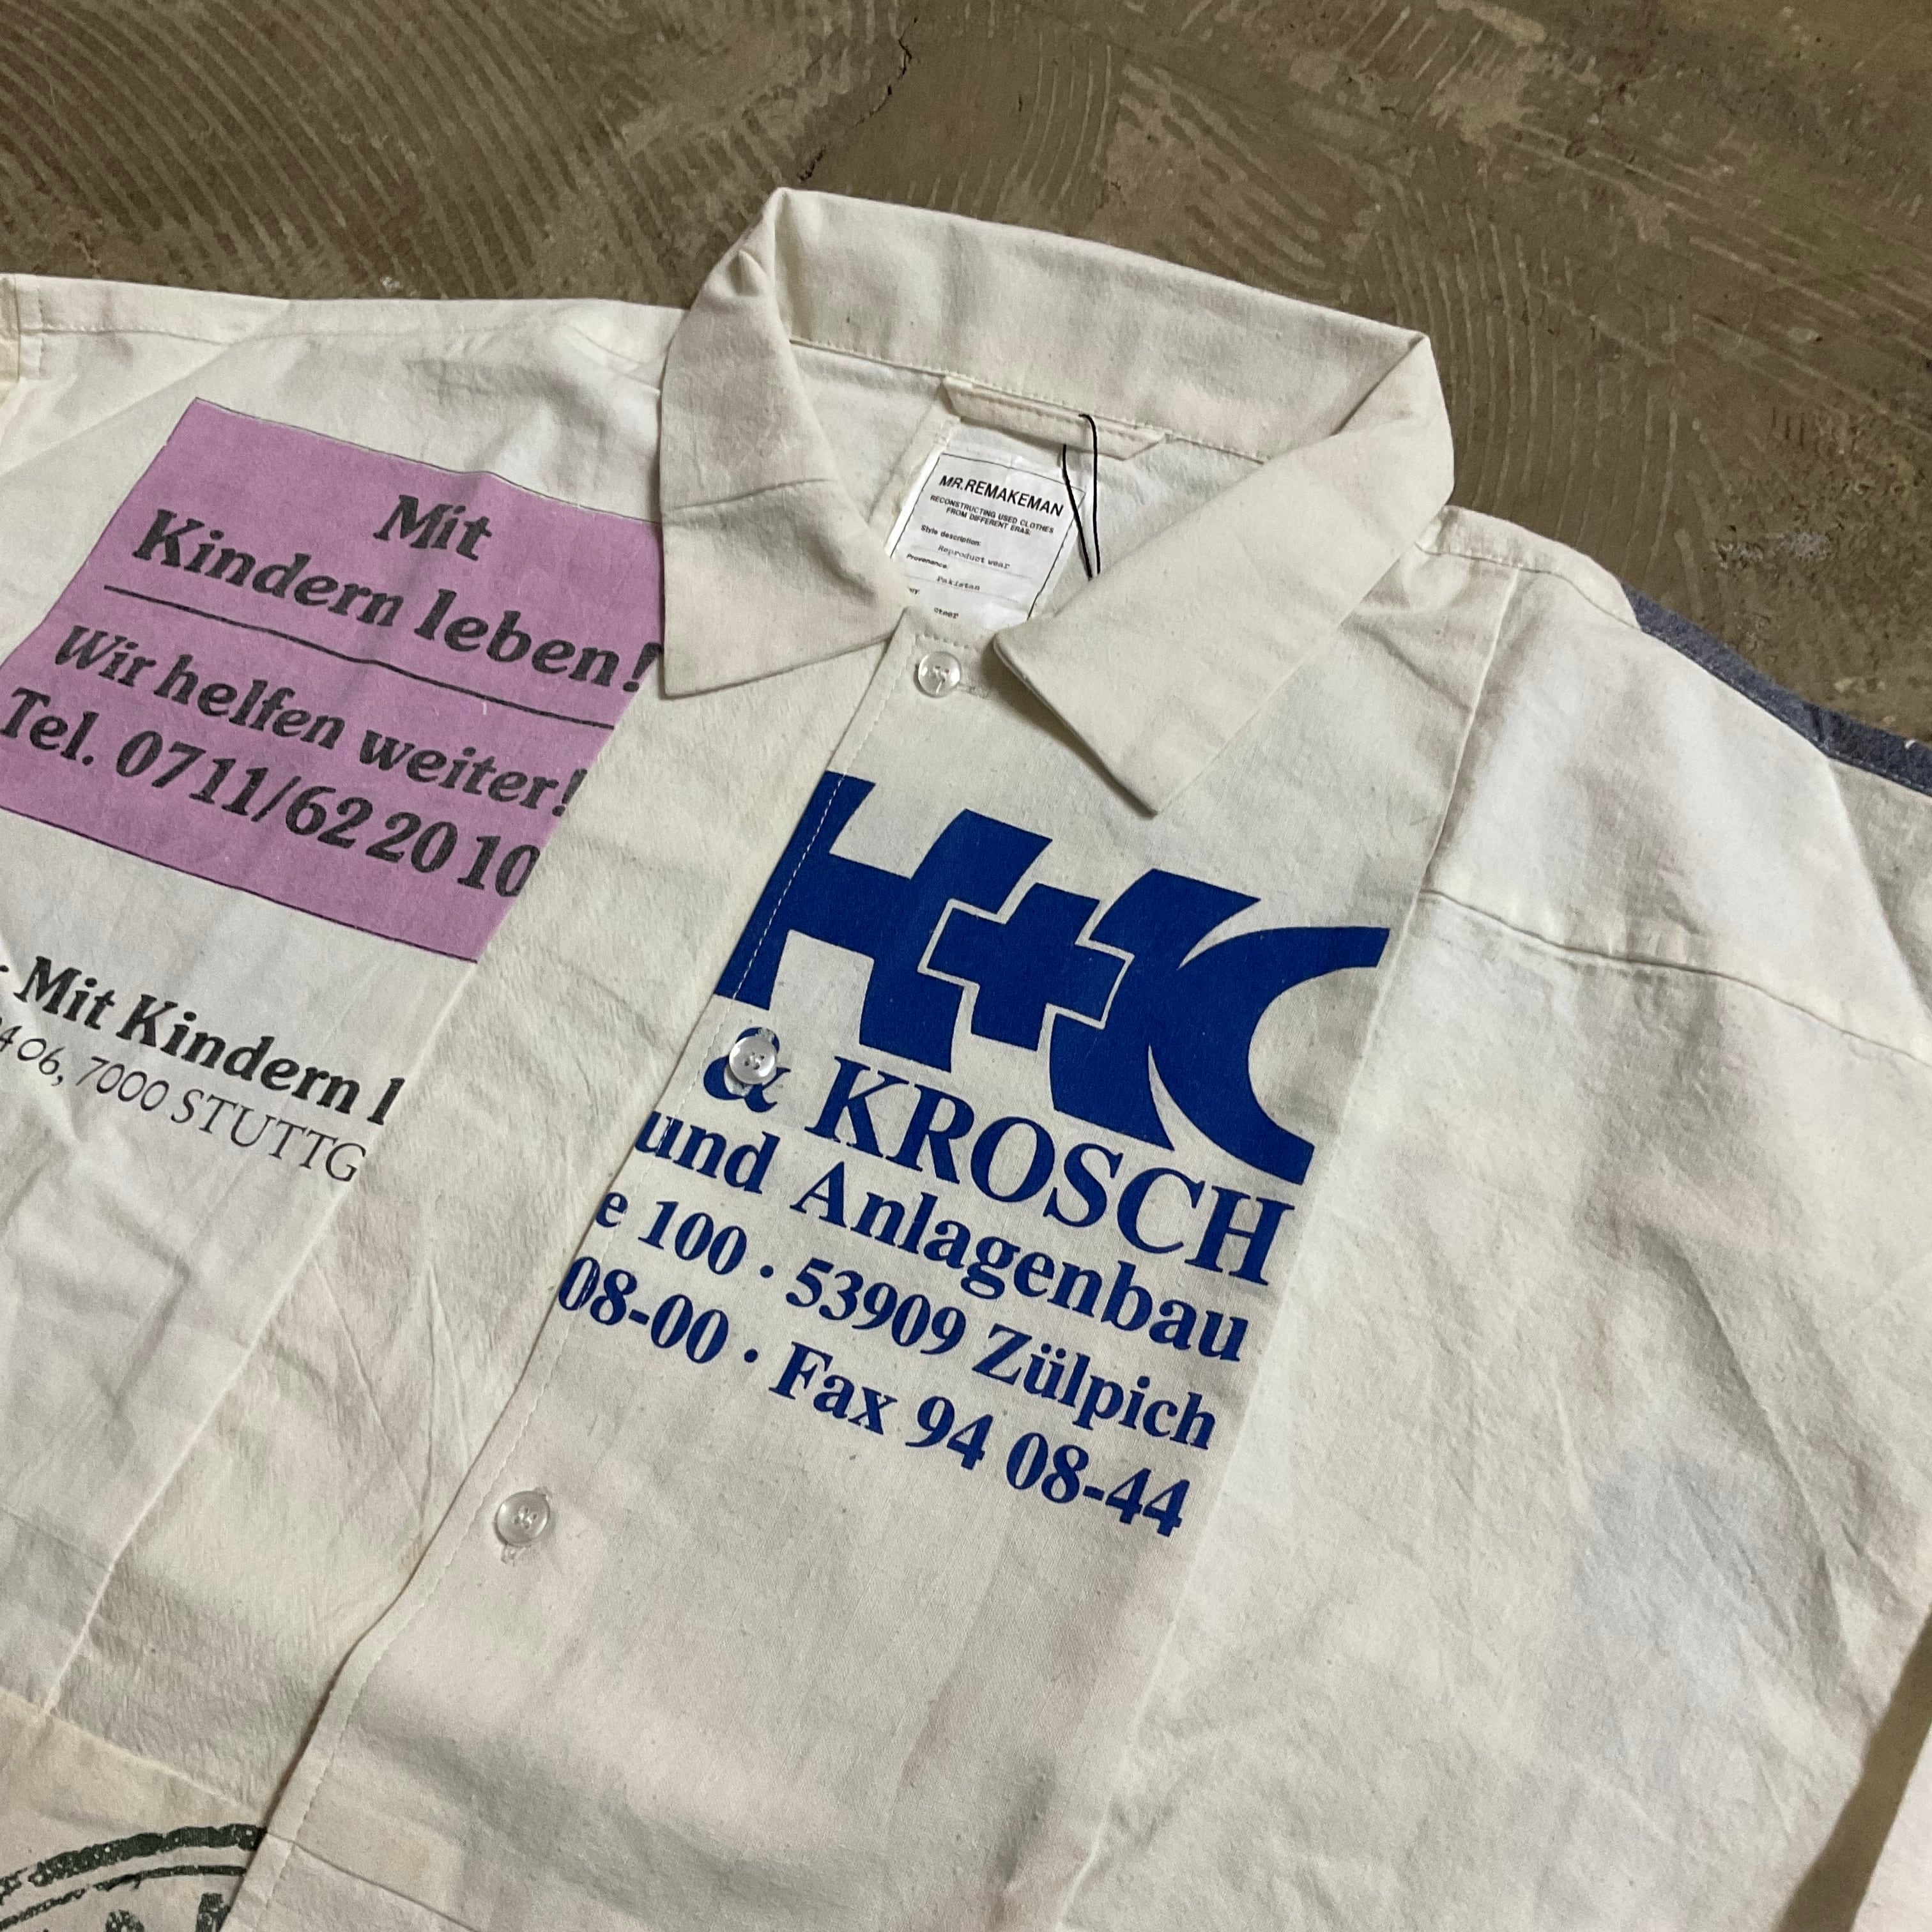 MR.REMAKEMAN
RECONSTRUCTING USED CLOTHES
FROM DIFFERENT ERAS.
Style description:
Reproduct wear
Provenance:
Pakistan
Mit
Kindern leben!
Wir helfen weiter!
Tel. 0711/62 20 10
- Mit Kindern l
4 06, 7000 STUTTG
H+K
& KROSCH
und Anlagenbau
e 100 · 53909 Zülpich
08-00 · Fax 94 08-44